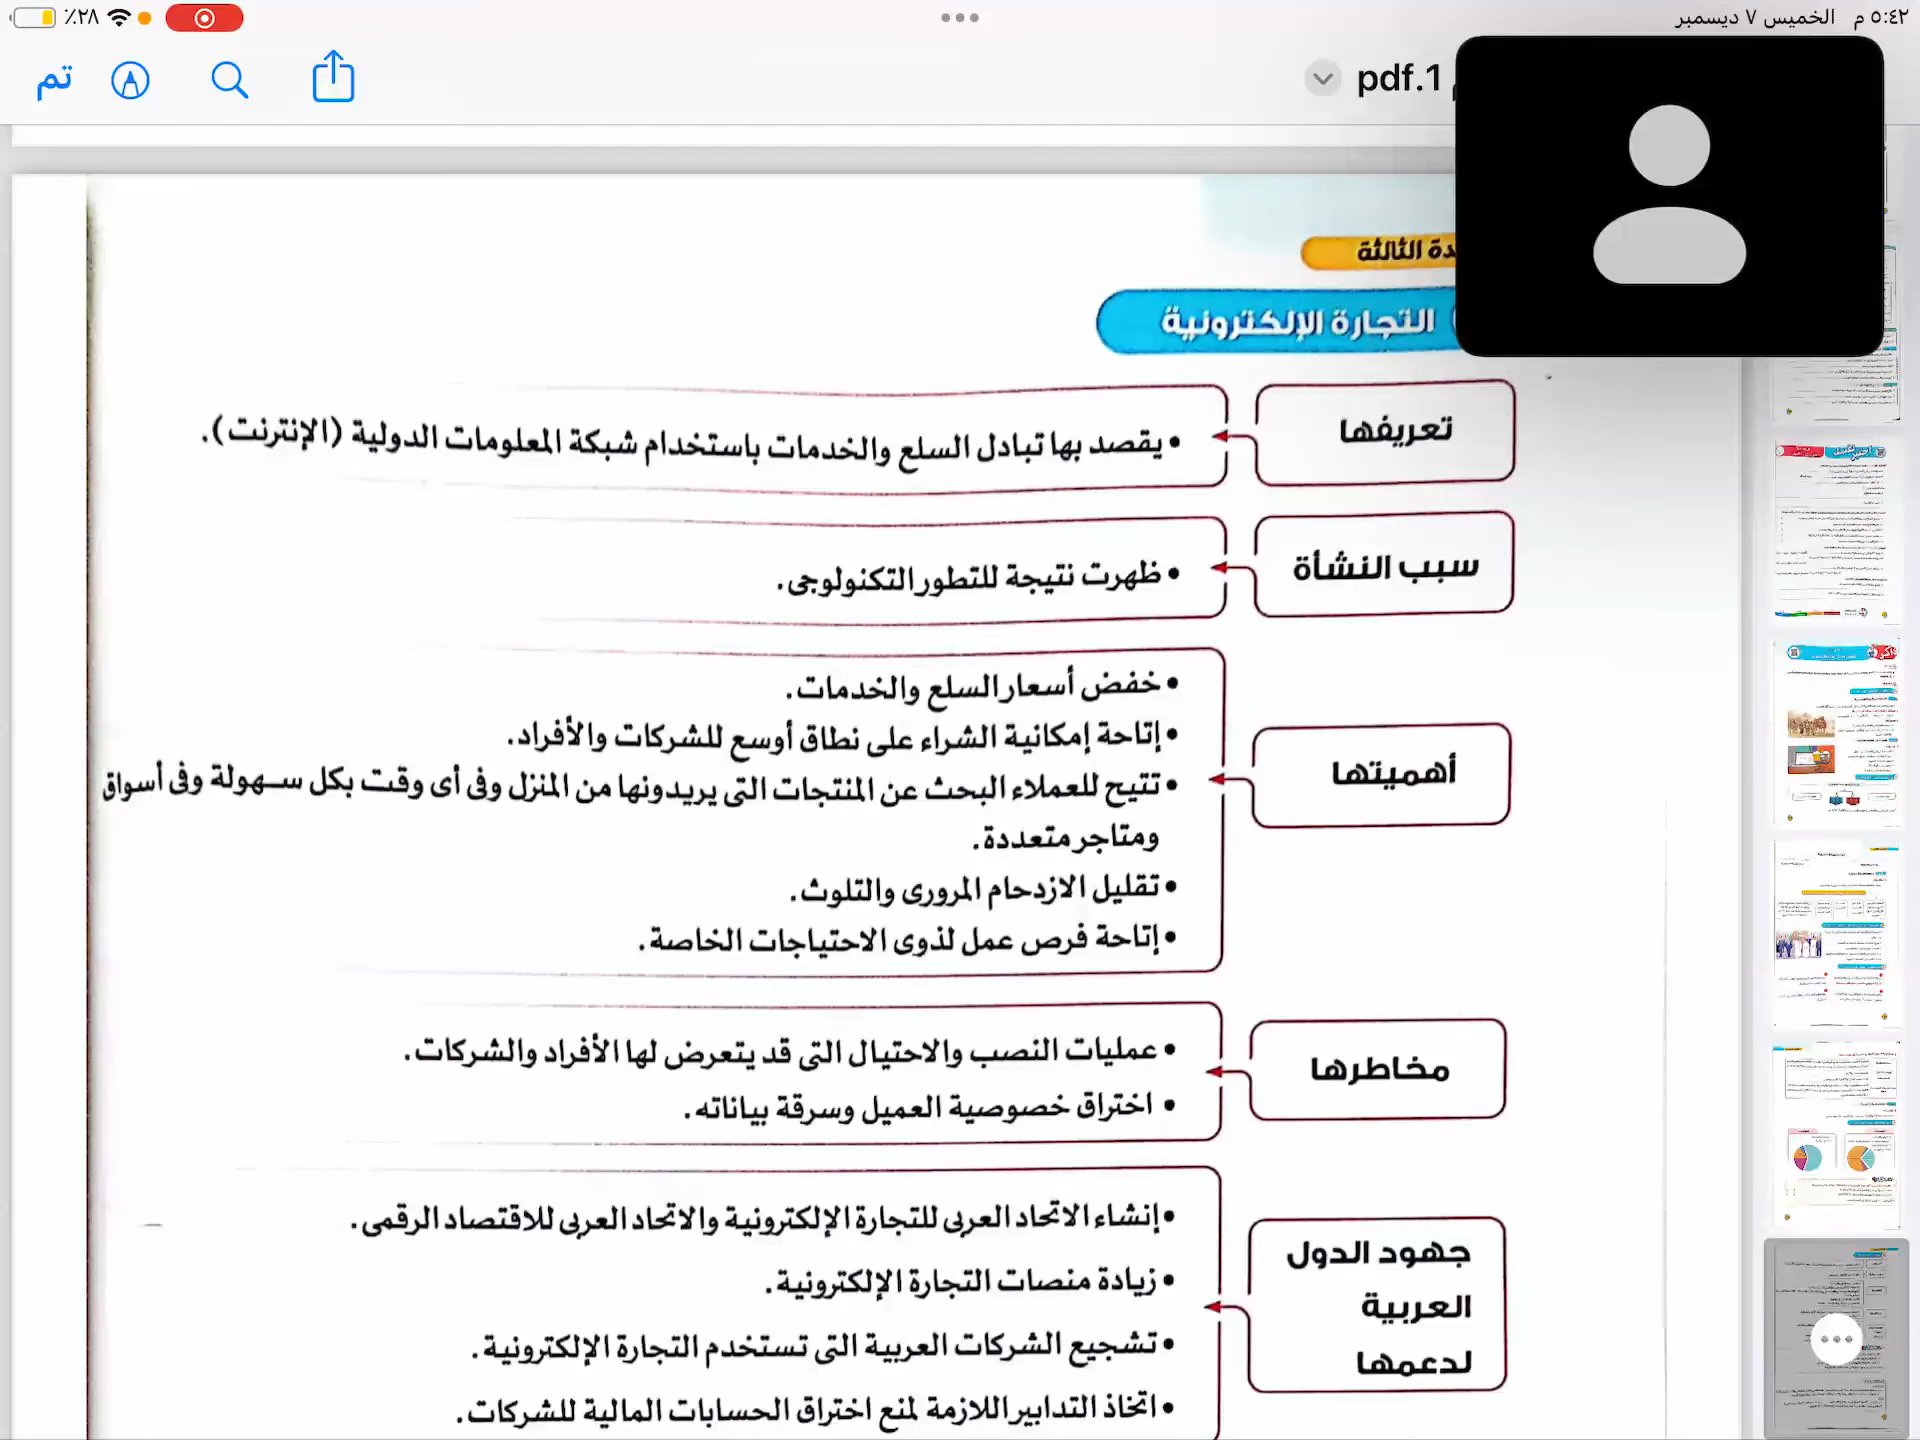 ٥:٤٢ م الخميس ٧ ديسمبر
٪٢٨
تم
pdf.1
الثالثة
التجارة الإلكترونية
تعريفها
• يقصد بها تبادل السلع والخدمات باستخدام شبكة المعلومات الدولية (الإنترنت).
سبب النشأة
• ظهرت نتيجة للتطور التكنولوجى.
أهميتها
• خفض أسعار السلع والخدمات.
• إتاحة إمكانية الشراء على نطاق أوسع للشركات والأفراد.
• تتيح للعملاء البحث عن المنتجات التى يريدونها من المنزل وفى أى وقت بكل سهولة وفى أسواق
ومتاجر متعددة.
• تقليل الازدحام المرورى والتلوث.
• إتاحة فرص عمل لذوى الاحتياجات الخاصة.
مخاطرها
• عمليات النصب والاحتيال التى قد يتعرض لها الأفراد والشركات.
• اختراق خصوصية العميل وسرقة بياناته.
جهود الدول
العربية
لدعمها
• إنشاء الاتحاد العربى للتجارة الإلكترونية والاتحاد العربى للاقتصاد الرقمى.
• زيادة منصات التجارة الإلكترونية.
• تشجيع الشركات العربية التى تستخدم التجارة الإلكترونية.
• اتخاذ التدابير اللازمة لمنع اختراق الحسابات المالية للشركات.